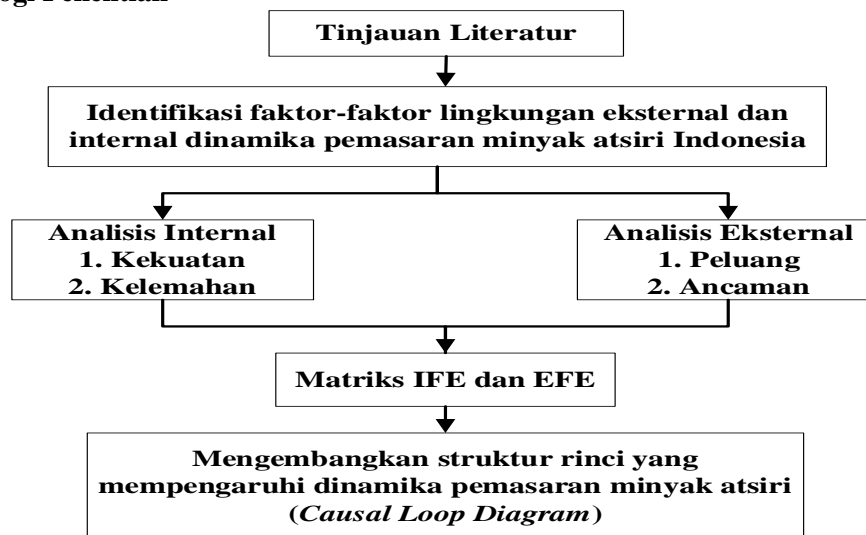 Tinjauan Literatur
Identifikasi faktor-faktor lingkungan eksternal dan
internal dinamika pemasaran minyak atsiri Indonesia
Analisis Internal
1. Kekuatan
2. Kelemahan
Analisis Eksternal
1. Peluang
2. Ancaman
Matriks IFE dan EFE
Mengembangkan struktur rinci yang
mempengaruhi dinamika pemasaran minyak atsiri
(Causal Loop Diagram)